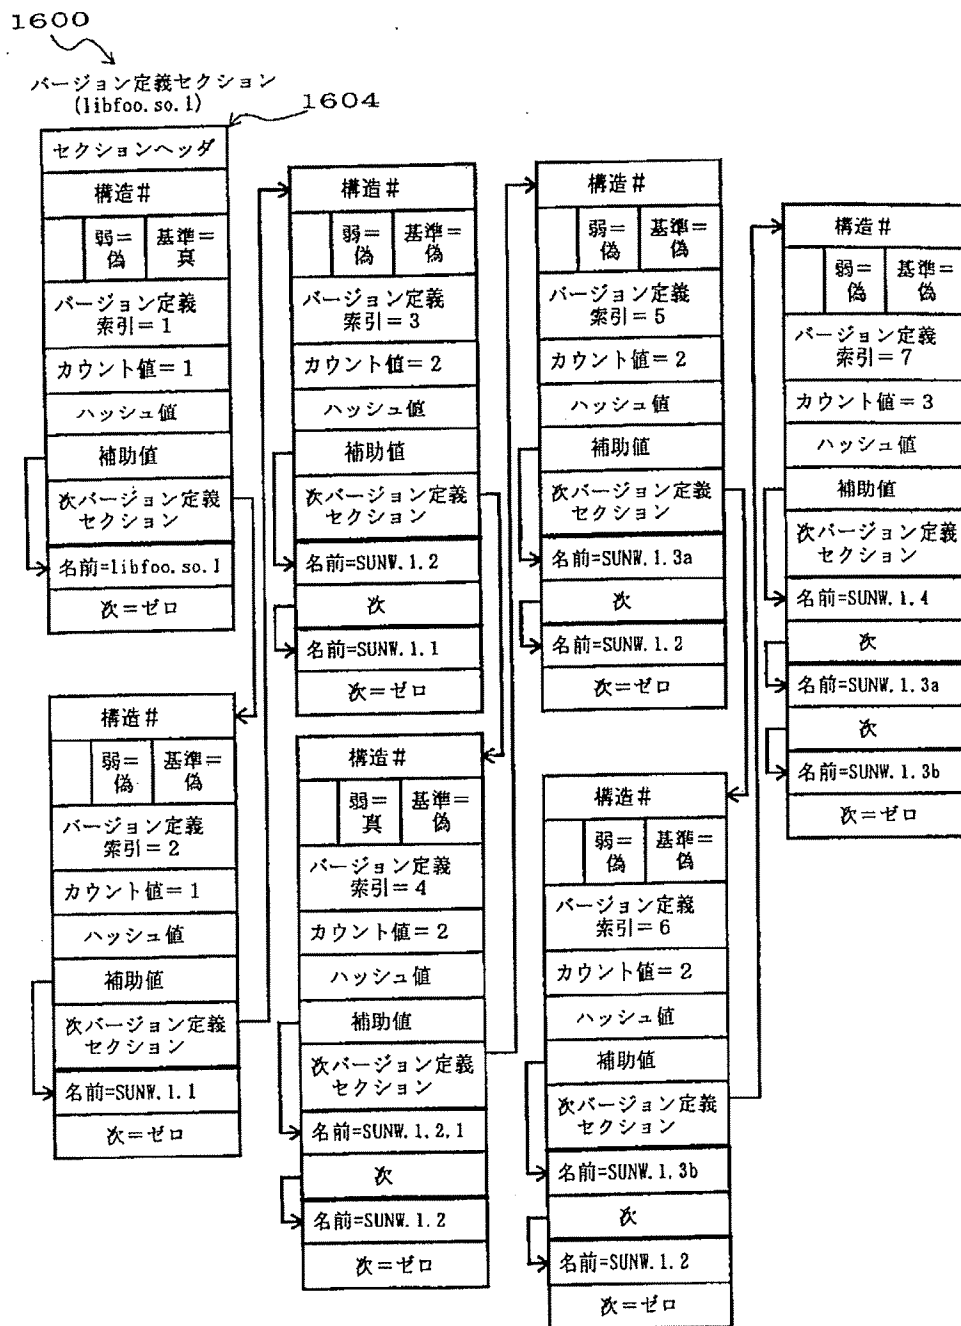 1600
バージョン定義セクション
(libfoo.so.1)
1604
セクションヘッダ
構造#
弱=
偽
基準=
真
バージョン定義
索引=1
カウント値=1
ハッシュ値
補助値
次バージョン定義
セクション
名前=libfoo.so.1
次=ゼロ
構造#
弱=
偽
基準=
偽
バージョン定義
索引=2
カウント値=1
ハッシュ値
補助値
次バージョン定義
セクション
名前=SUNW.1.1
次=ゼロ
構造#
弱=
偽
基準=
偽
バージョン定義
索引=3
カウント値=2
ハッシュ値
補助値
次バージョン定義
セクション
名前=SUNW.1.2
次
名前=SUNW.1.1
次=ゼロ
構造#
弱=
真
基準=
偽
バージョン定義
索引=4
カウント値=2
ハッシュ値
補助値
次バージョン定義
セクション
名前=SUNW.1.2.1
次
名前=SUNW.1.2
次=ゼロ
構造#
弱=
偽
基準=
偽
バージョン定義
索引=5
カウント値=2
ハッシュ値
補助値
次バージョン定義
セクション
名前=SUNW.1.3a
次
名前=SUNW.1.2
次=ゼロ
構造#
弱=
偽
基準=
偽
バージョン定義
索引=6
カウント値=2
ハッシュ値
補助値
次バージョン定義
セクション
名前=SUNW.1.3b
次
名前=SUNW.1.2
次=ゼロ
構造#
弱=
偽
基準=
偽
バージョン定義
索引=7
カウント値=3
ハッシュ値
補助値
次バージョン定義
セクション
名前=SUNW.1.4
次
名前=SUNW.1.3a
次
名前=SUNW.1.3b
次=ゼロ